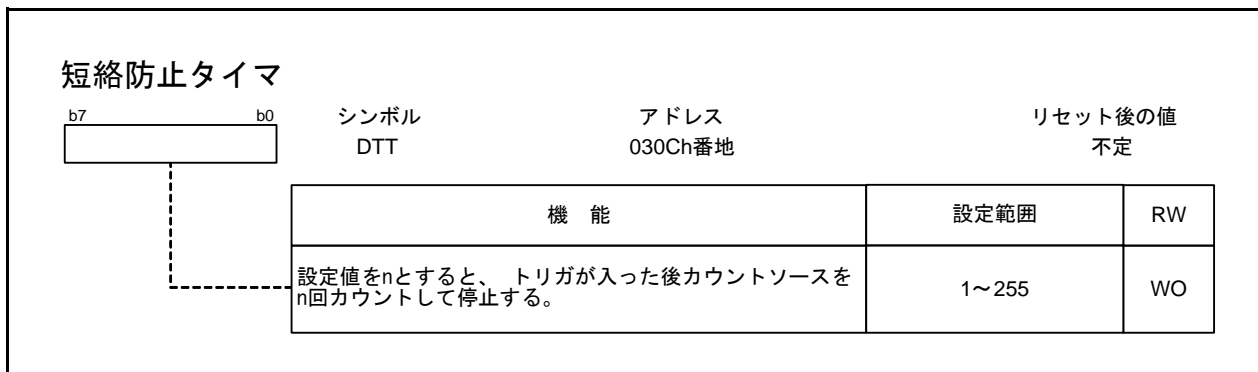 短絡防止タイマ
b7 b0 シンボル アドレス リセット後の値
DTT 030Ch番地 不定
機 能 設定範囲 RW
設定値をnとすると、 トリガが入った後カウントソースを
n回カウントして停止する。 1～255 WO